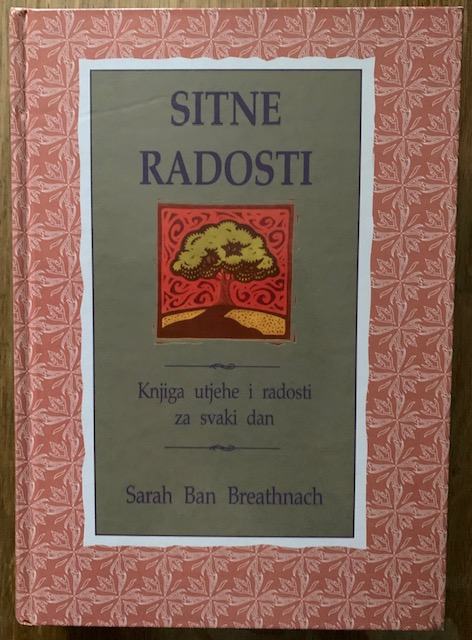 SITNE
RADOSTI
Knjiga utjehe i radosti
za svaki dan
Sarah Ban Breathnach